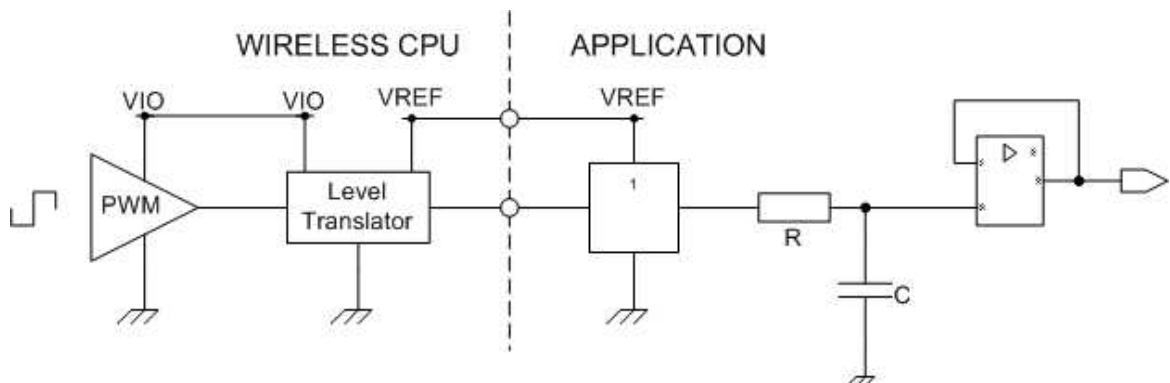 WIRELESS CPU
APPLICATION
VIO
VIO
VREF
VREF
PWM
Level
Translator
1
R
C